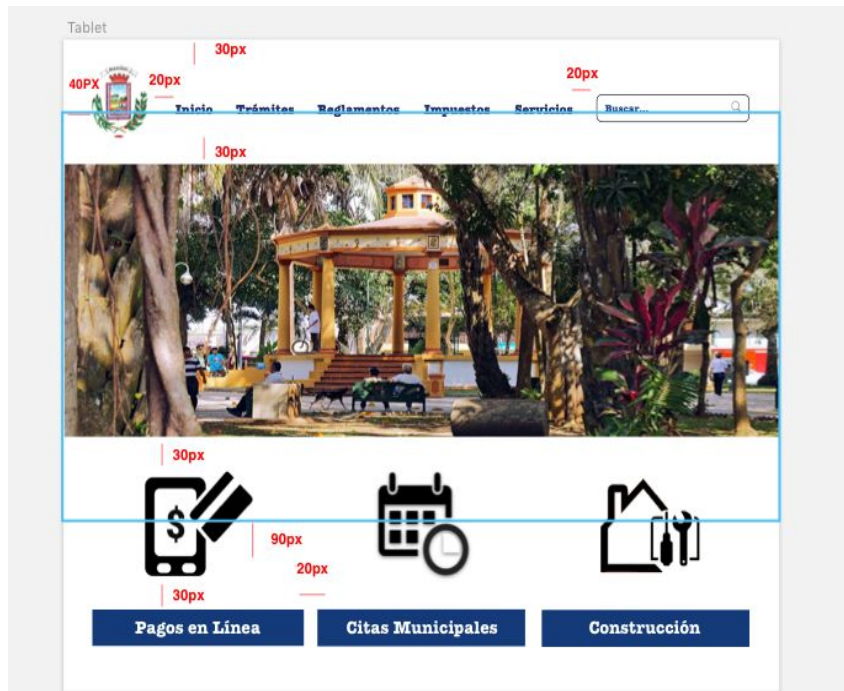 Tablet
30px
40PX
20px
20px
Inicio Trámites Reglamentos Impuestos Servicios Buscar...
30px
30px
90px
20px
30px
Pagos en Línea Citas Municipales Construcción